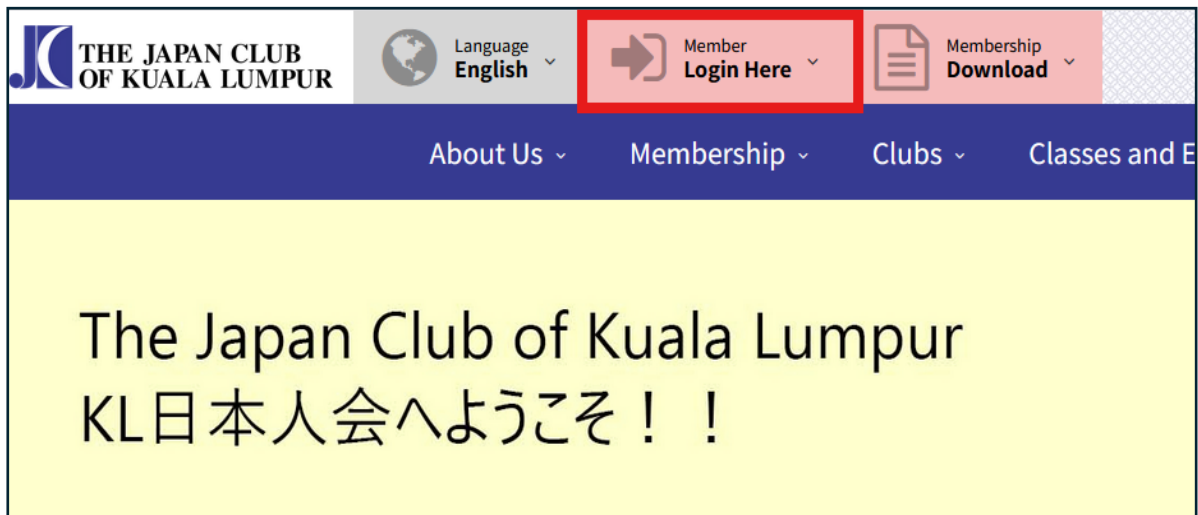 THE JAPAN CLUB
OF KUALA LUMPUR
Language
English
Member
Login Here
Membership
Download
About Us
Membership
Clubs
Classes and E
The Japan Club of Kuala Lumpur
KL日本人会へようこそ！！